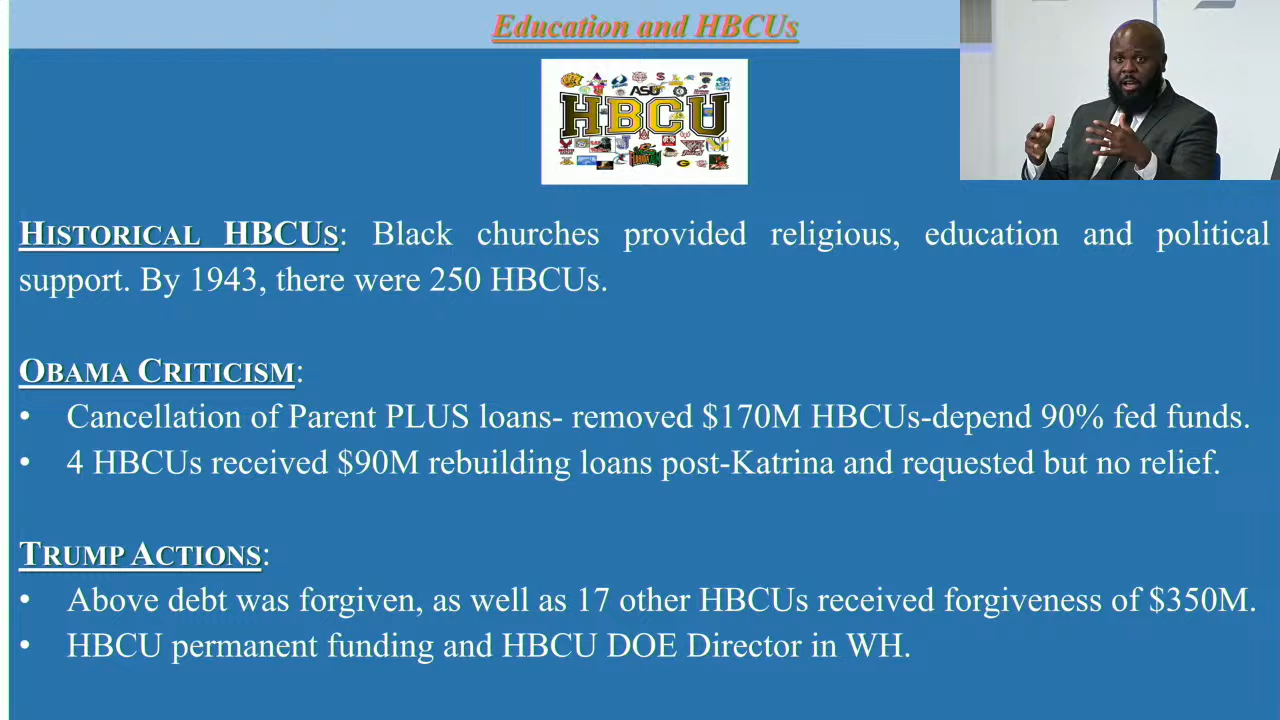 Education and HBCUs
ASU
HBCU
HISTORICAL HBCUS: Black churches provided religious, education and political
support. By 1943, there were 250 HBCUs.
OBAMA CRITICISM:
• Cancellation of Parent PLUS loans- removed $170M HBCUs-depend 90% fed funds.
• 4 HBCUs received $90M rebuilding loans post-Katrina and requested but no relief.
TRUMP ACTIONS:
• Above debt was forgiven, as well as 17 other HBCUs received forgiveness of $350M.
• HBCU permanent funding and HBCU DOE Director in WH.